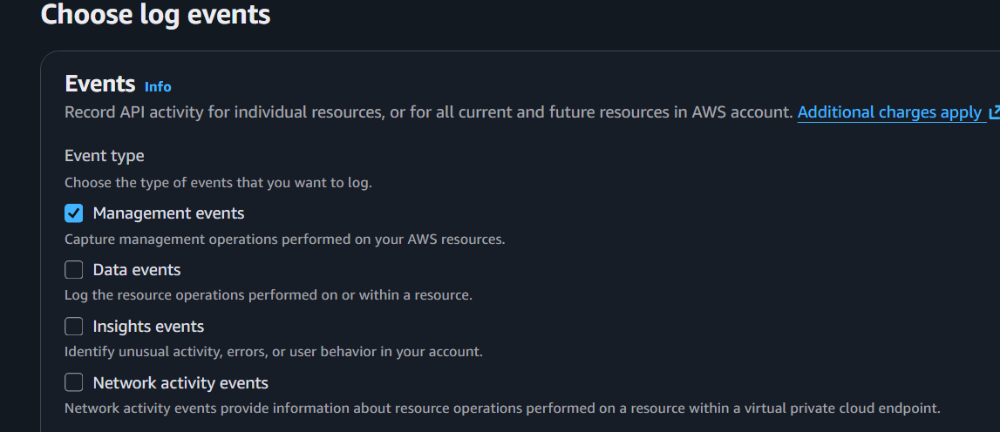 Choose log events
Events Info
Record API activity for individual resources, or for all current and future resources in AWS account. Additional charges apply
Event type
Choose the type of events that you want to log.
Management events
Capture management operations performed on your AWS resources.
Data events
Log the resource operations performed on or within a resource.
Insights events
Identify unusual activity, errors, or user behavior in your account.
Network activity events
Network activity events provide information about resource operations performed on a resource within a virtual private cloud endpoint.